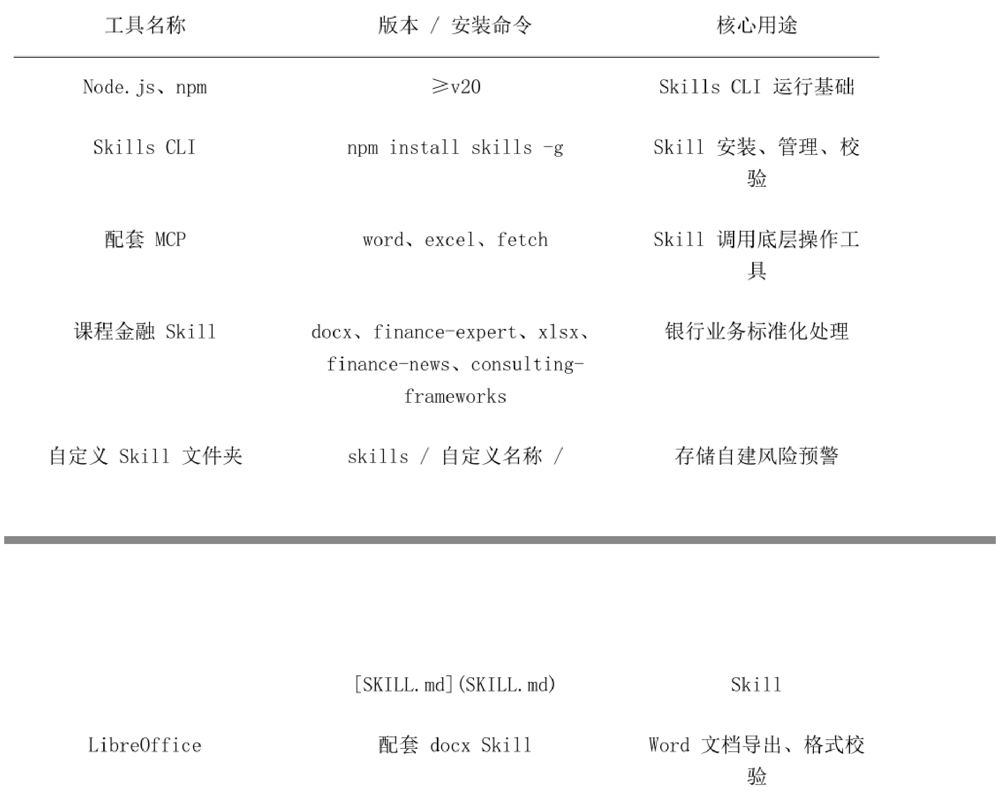 工具名称 版本 / 安装命令 核心用途
Node.js、npm ≥v20 Skills CLI 运行基础
Skills CLI npm install skills -g Skill 安装、管理、校
验
配套 MCP word、excel、fetch Skill 调用底层操作工
具
课程金融 Skill docx、finance-expert、xlsx、 银行业务标准化处理
finance-news、consulting-
frameworks
自定义 Skill 文件夹 skills / 自定义名称 / 存储自建风险预警
[SKILL.md](SKILL.md) Skill
LibreOffice 配套 docx Skill Word 文档导出、格式校
验